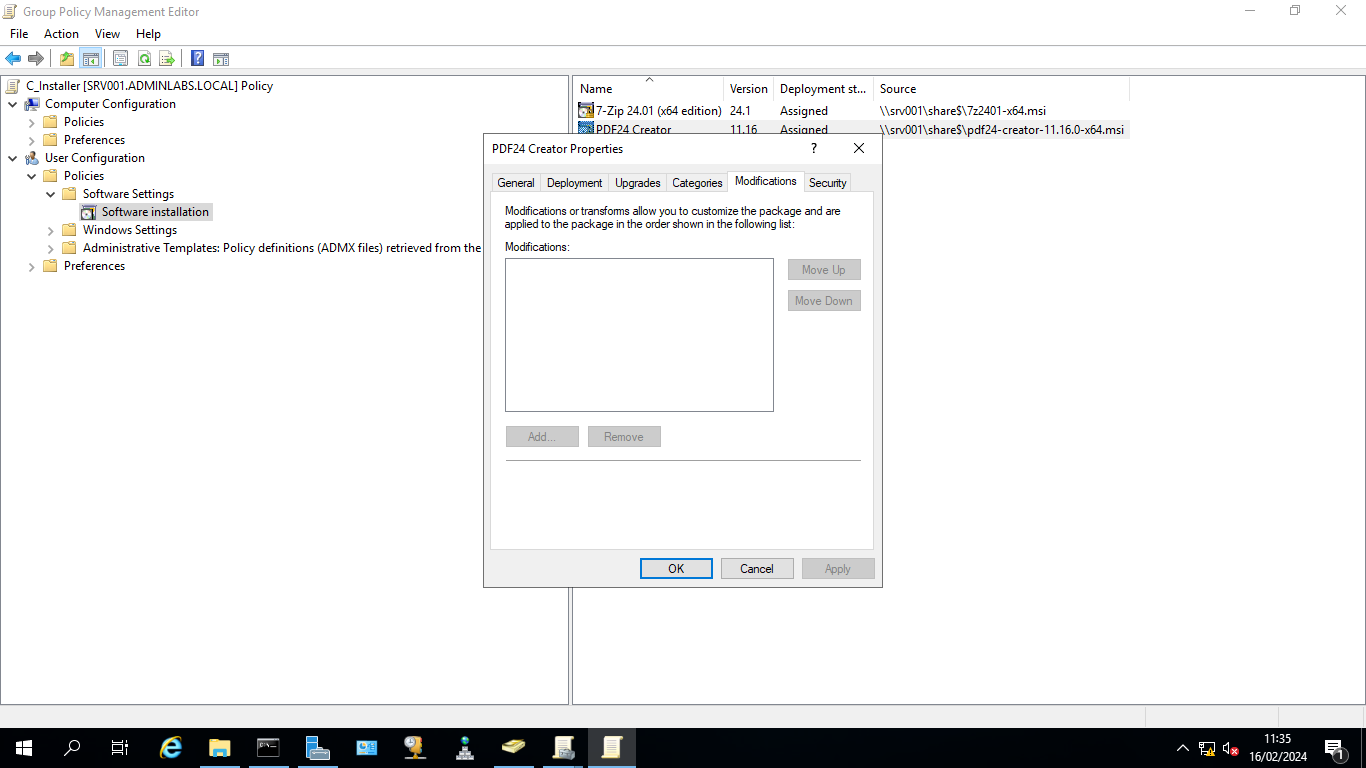 Group Policy Management Editor
File Action View Help
C_Installer [SRV001.ADMINLABS.LOCAL] Policy
Computer Configuration
Policies
Preferences
User Configuration
Policies
Software Settings
Software installation
Windows Settings
Administrative Templates: Policy definitions (ADMX files) retrieved from the
Preferences
Name Version Deployment st... Source
7-Zip 24.01 (x64 edition) 24.1 Assigned \\srv001\share$\7z2401-x64.msi
PDF24 Creator 11.16 Assigned \\srv001\share$\pdf24-creator-11.16.0-x64.msi
PDF24 Creator Properties
?
General Deployment Upgrades Categories Modifications Security
Modifications or transforms allow you to customize the package and are
applied to the package in the order shown in the following list:
Modifications:
Move Up
Move Down
Add... Remove
OK Cancel Apply
11:35
16/02/2024
1